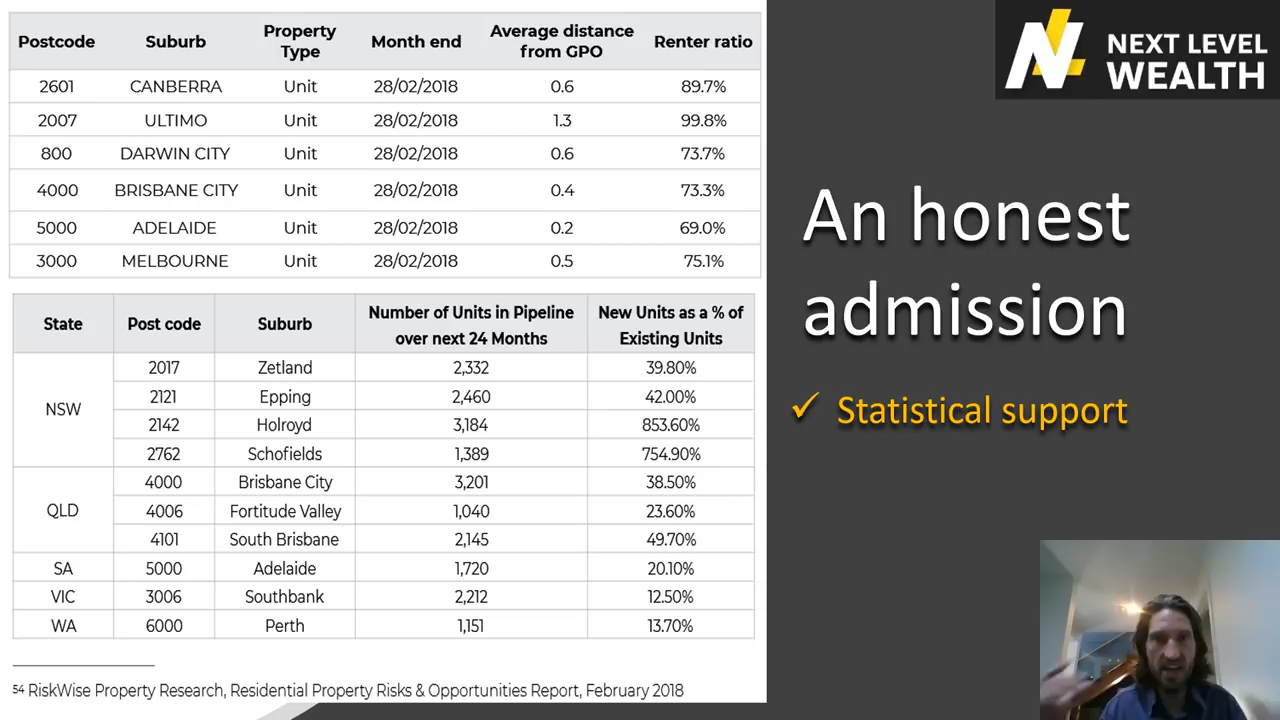 Postcode Suburb Property Type Month end Average distance from GPO Renter ratio
2601 CANBERRA Unit 28/02/2018 0.6 89.7%
2007 ULTIMO Unit 28/02/2018 1.3 99.8%
800 DARWIN CITY Unit 28/02/2018 0.6 73.7%
4000 BRISBANE CITY Unit 28/02/2018 0.4 73.3%
5000 ADELAIDE Unit 28/02/2018 0.2 69.0%
3000 MELBOURNE Unit 28/02/2018 0.5 75.1%
State Post code Suburb Number of Units in Pipeline over next 24 Months New Units as a % of Existing Units
NSW 2017 Zetland 2,332 39.80%
2121 Epping 2,460 42.00%
2142 Holroyd 3,184 853.60%
2762 Schofields 1,389 754.90%
QLD 4000 Brisbane City 3,201 38.50%
4006 Fortitude Valley 1,040 23.60%
4101 South Brisbane 2,145 49.70%
SA 5000 Adelaide 1,720 20.10%
VIC 3006 Southbank 2,212 12.50%
WA 6000 Perth 1,151 13.70%
54 RiskWise Property Research, Residential Property Risks & Opportunities Report, February 2018
NEXT LEVEL
WEALTH
An honest
admission
✓ Statistical support